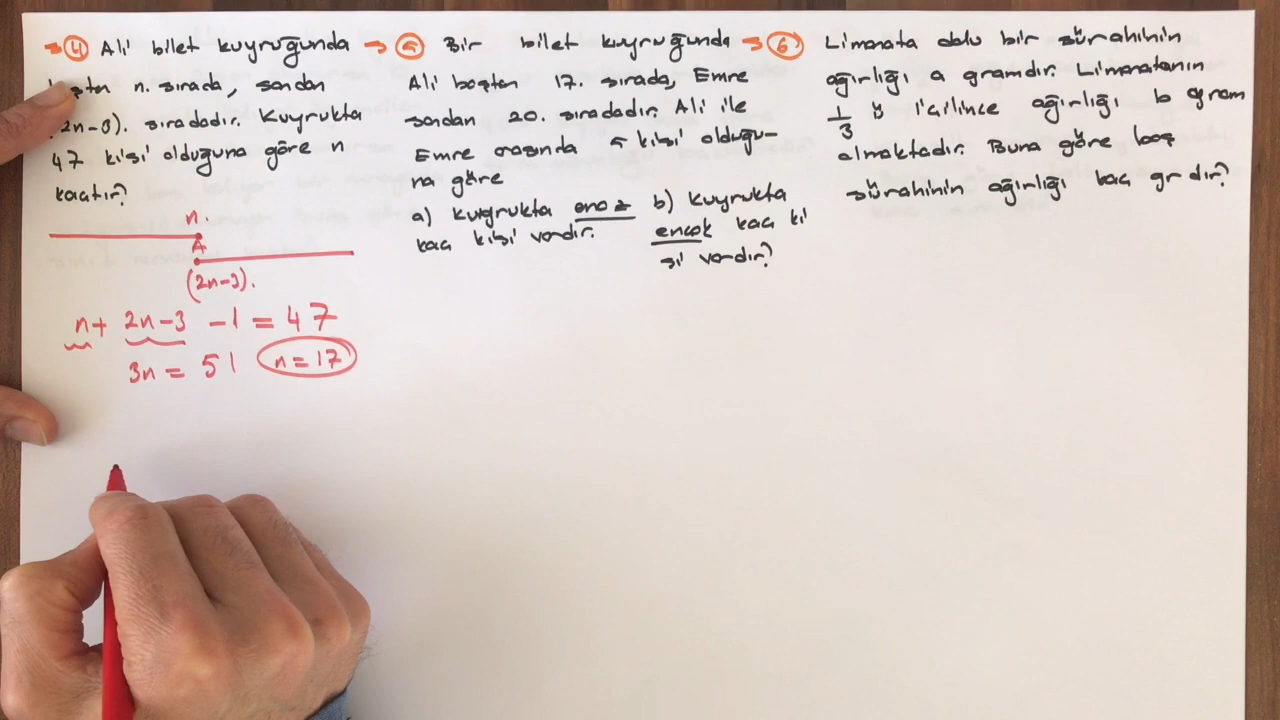 → 4 Ali bilet kuyruğunda
n. sırada, sondan
2n-3). sıradadır. Kuyrukta
47 kişi olduğuna göre n
kaçtır?
n.
A
(2n-3).
n + 2n-3 -1 = 47
3n = 51 n = 17
→ 5 Bir bilet kuyruğunda
Ali baştan 17. sırada, Emre
sondan 20. sıradadır. Ali ile
Emre arasında 5 kişi olduğu-
na göre
a) kuyrukta en az
kaç kişi vardır.
b) kuyrukta
en çok kaç ki
şi vardır?
→ 6 Limonata dolu bir sürahinin
ağırlığı a gramdır. Limonatanın
1/3 ü içilince ağırlığı b gram
olmaktadır. Buna göre boş
sürahinin ağırlığı kaç gr dır?